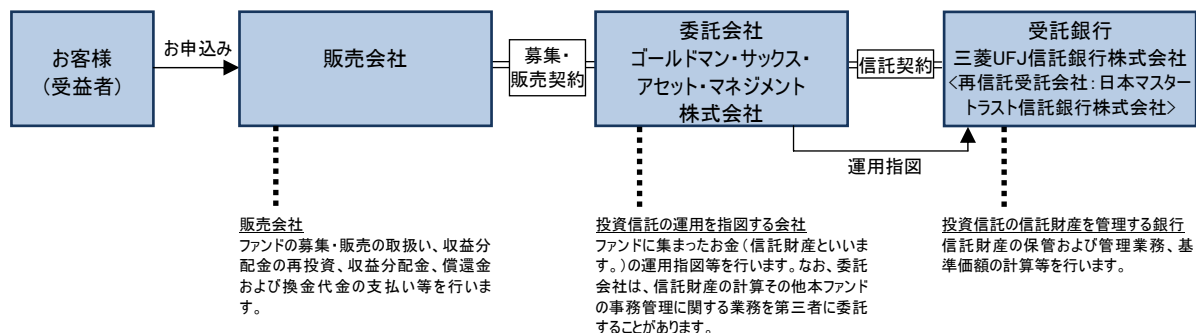 お客様
(受益者)
お申込み
販売会社
募集・
販売契約
委託会社
ゴールドマン・サックス・
アセット・マネジメント
株式会社
信託契約
受託銀行
三菱UFJ信託銀行株式会社
<再信託受託会社:日本マスター
トラスト信託銀行株式会社>
運用指図
販売会社
ファンドの募集・販売の取扱い、収益分
配金の再投資、収益分配金、償還金
および換金代金の支払い等を行いま
す。
投資信託の運用を指図する会社
ファンドに集まったお金(信託財産といいま
す。)の運用指図等を行います。なお、委託
会社は、信託財産の計算その他本ファンド
の事務管理に関する業務を第三者に委託
することがあります。
投資信託の信託財産を管理する銀行
信託財産の保管および管理業務、基
準価額の計算等を行います。